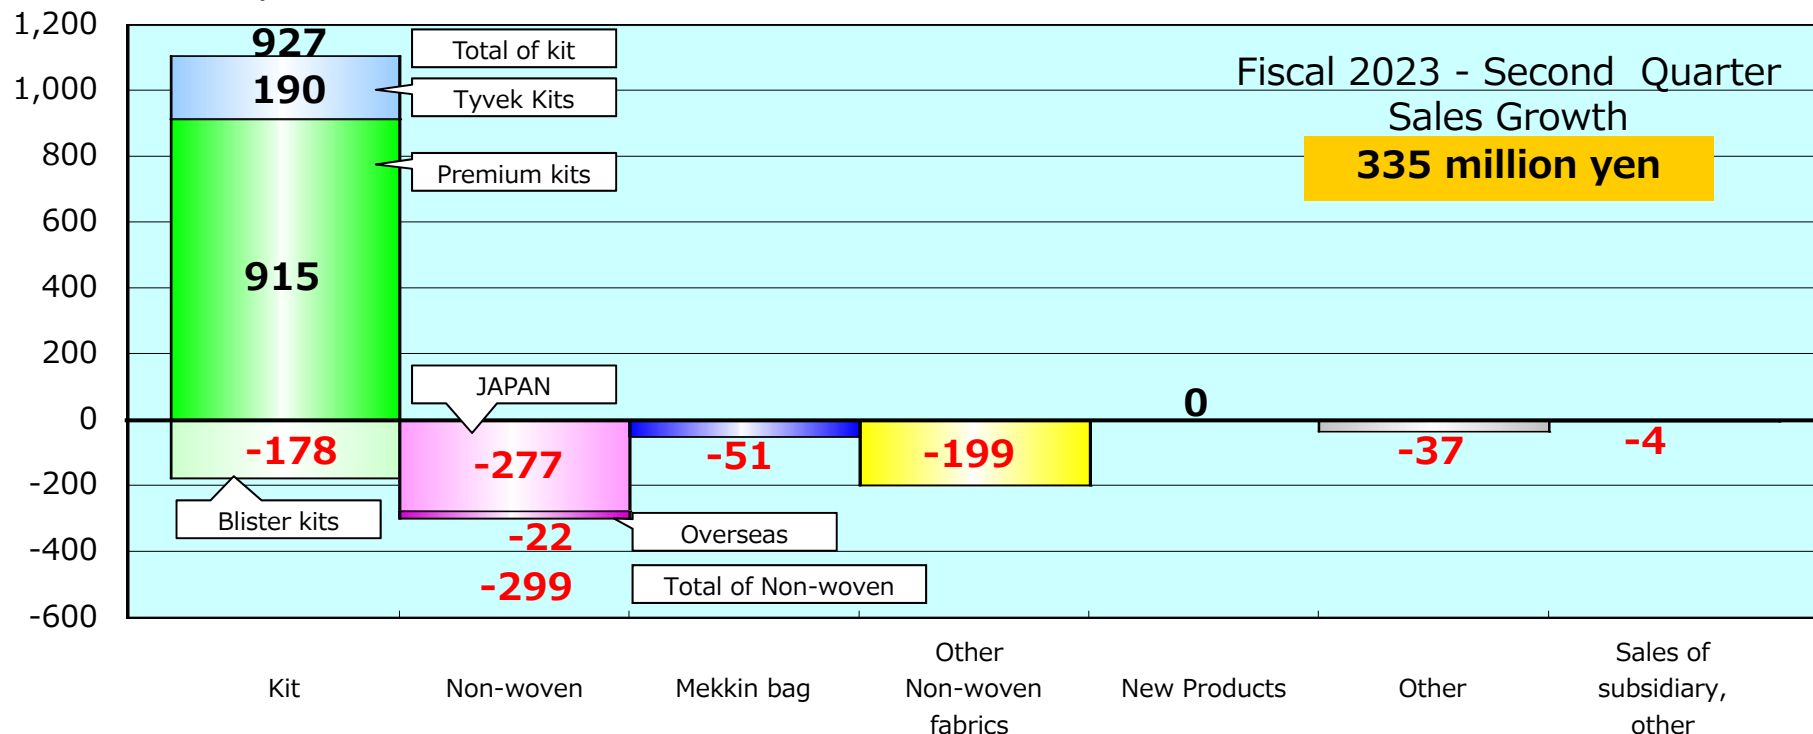 1,200
1,000
800
600
400
200
0
-200
-400
-600
927
Total of kit
190
Tyvek Kits
Premium kits
915
-178
Blister kits
JAPAN
-277
-22
Overseas
-299
Total of Non-woven
-51
-199
0
-37
-4
Fiscal 2023 - Second Quarter
Sales Growth
335 million yen
Kit
Non-woven
Mekkin bag
Other
Non-woven
fabrics
New Products
Other
Sales of
subsidiary,
other